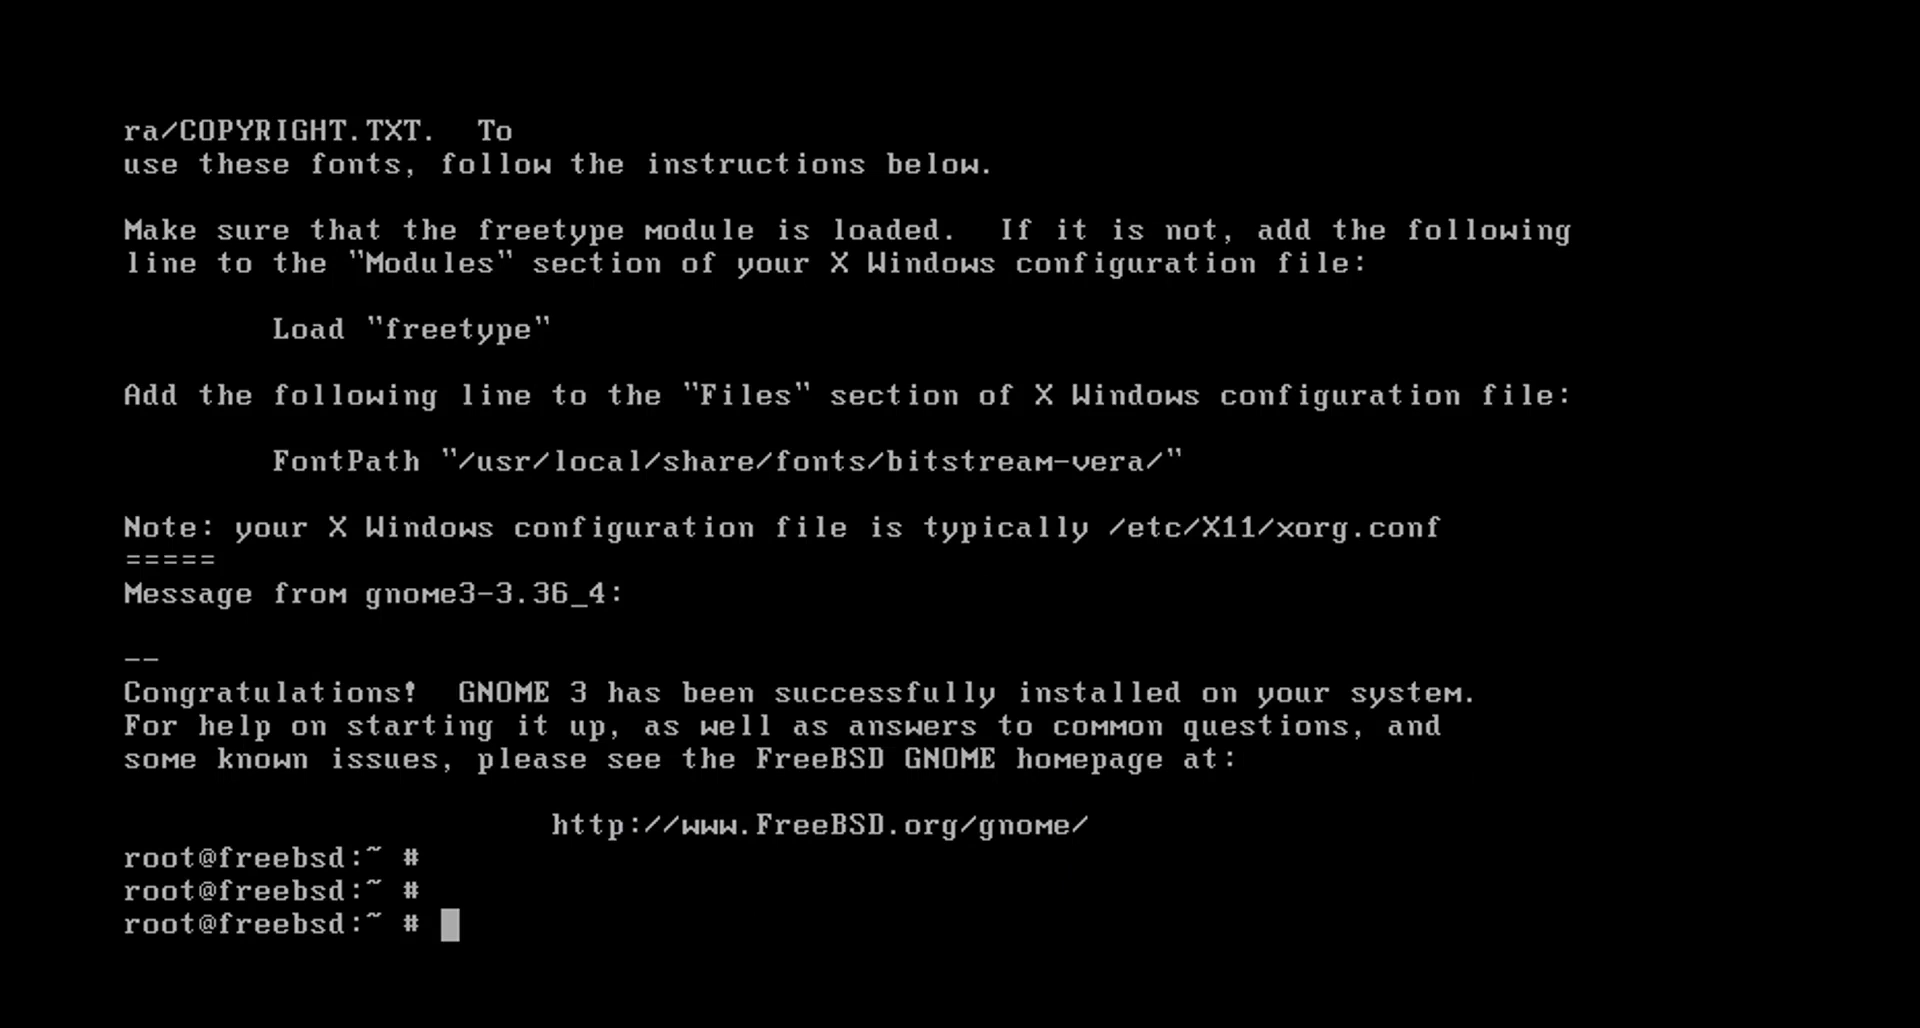 ra/COPYRIGHT.TXT.  To
use these fonts, follow the instructions below.
Make sure that the freetype module is loaded.  If it is not, add the following
line to the "Modules" section of your X Windows configuration file:
Load "freetype"
Add the following line to the "Files" section of X Windows configuration file:
FontPath "/usr/local/share/fonts/bitstream-vera/"
Note: your X Windows configuration file is typically /etc/X11/xorg.conf
=====
Message from gnome3-3.36_4:
--
Congratulations!  GNOME 3 has been successfully installed on your system.
For help on starting it up, as well as answers to common questions, and
some known issues, please see the FreeBSD GNOME homepage at:
http://www.FreeBSD.org/gnome/
root@freebsd:~ #
root@freebsd:~ #
root@freebsd:~ #